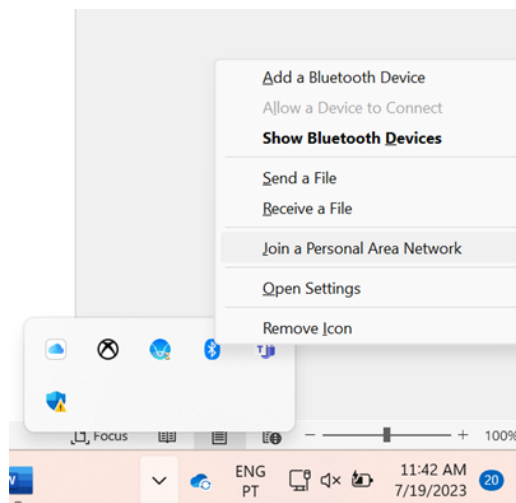 Add a Bluetooth Device
Allow a Device to Connect
Show Bluetooth Devices
Send a File
Receive a File
Join a Personal Area Network
Open Settings
Remove Icon
Focus
100%
ENG
PT
11:42 AM
7/19/2023
20